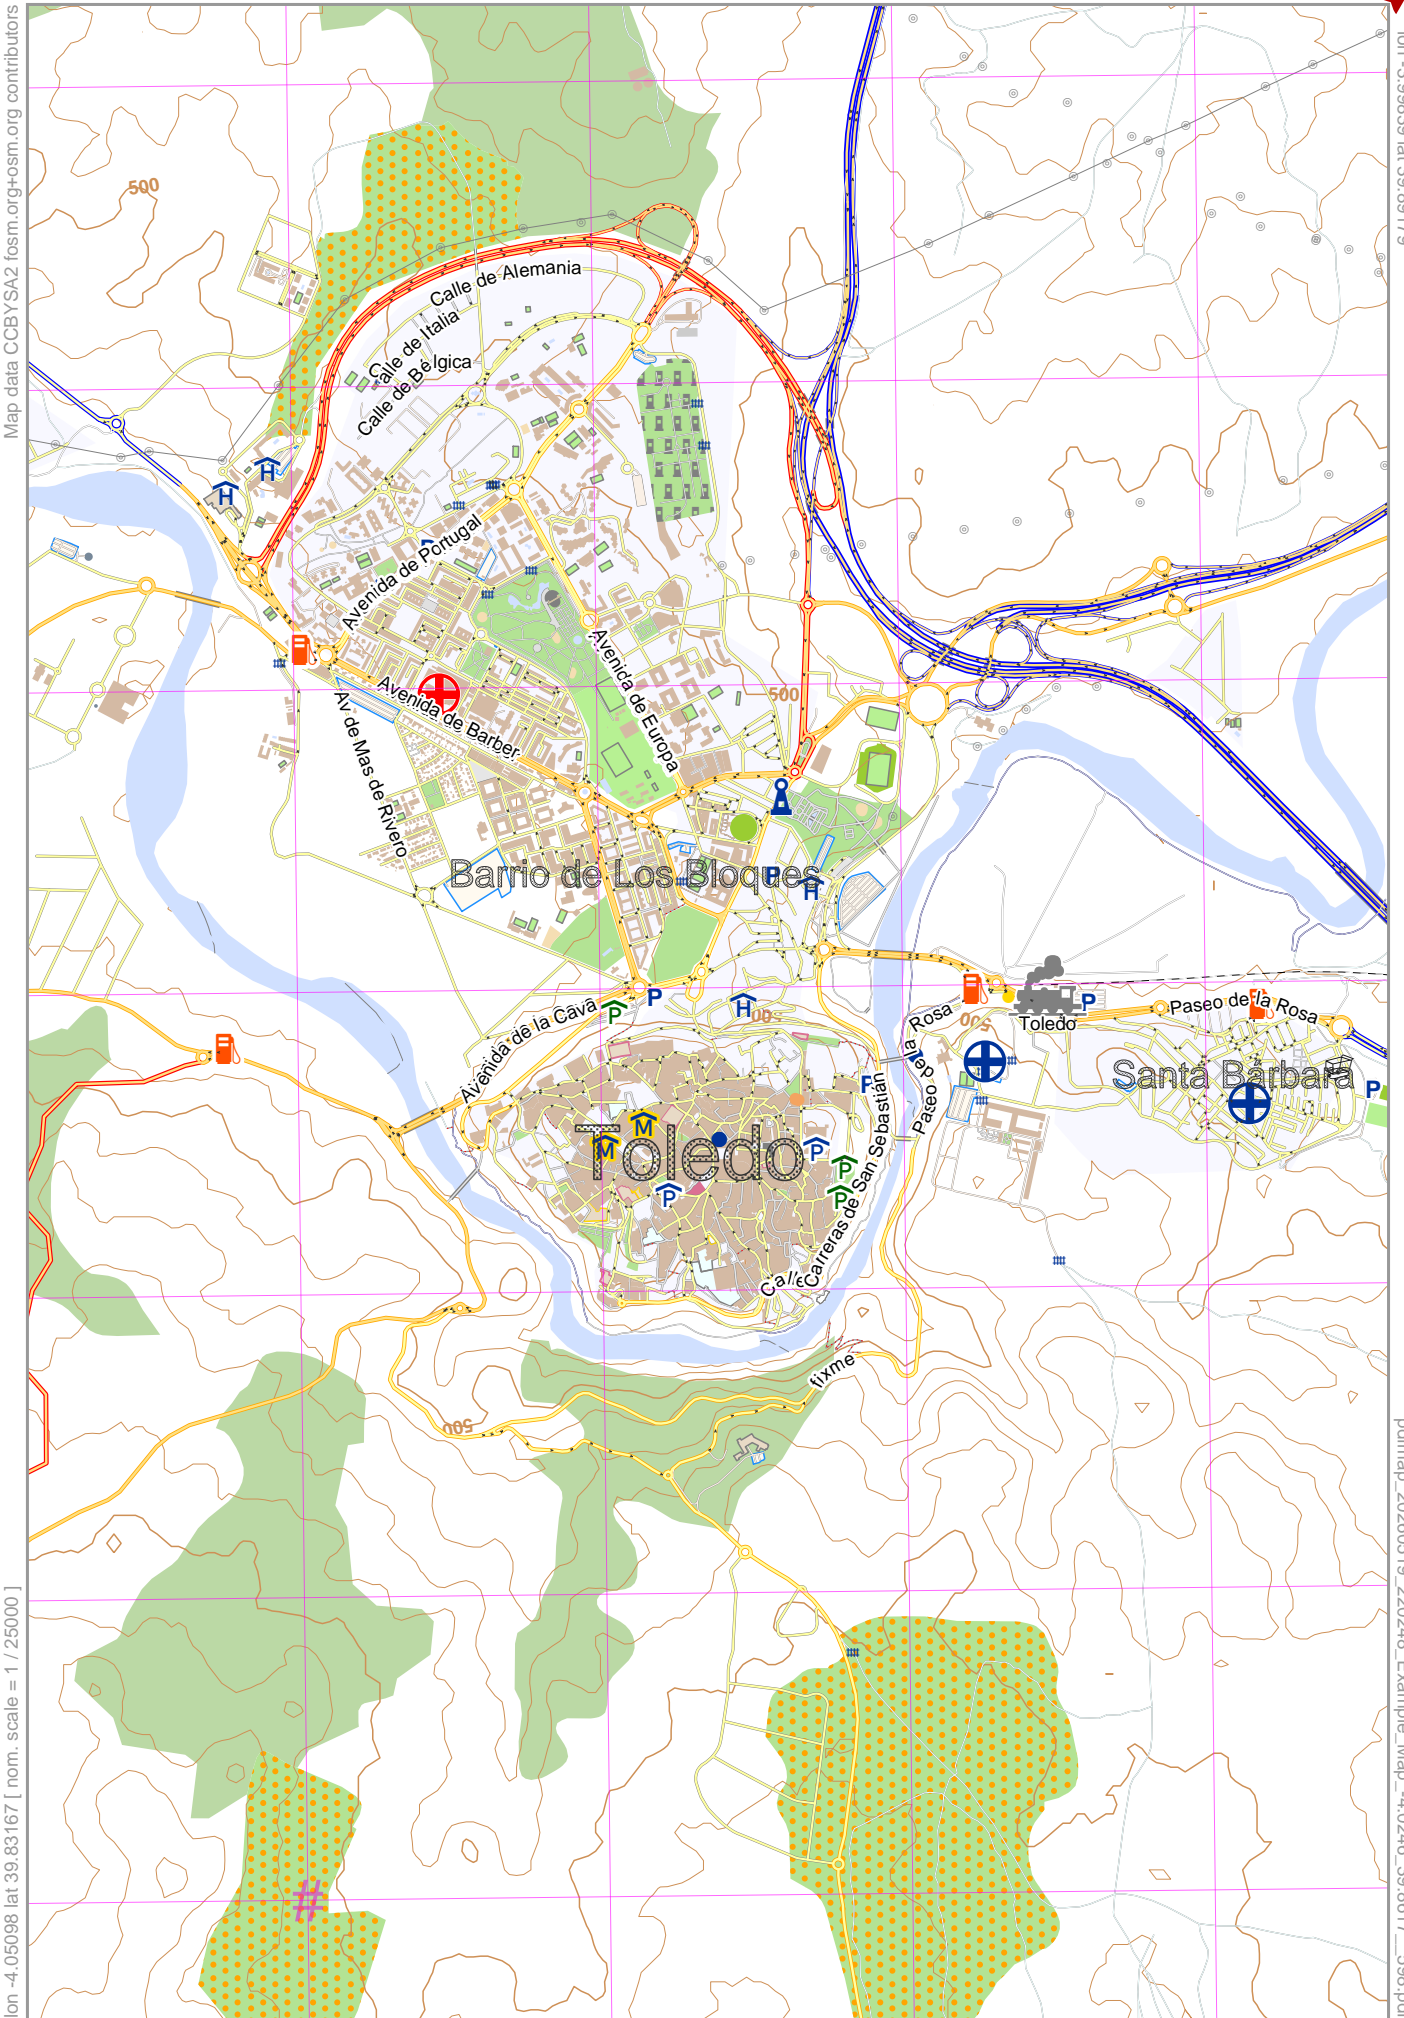 Map data CCBYSA2 fosm.org+osm.org contributors
500
Calle de Alemania
Calle de Italia
Calle de Bélgica
H
H
Avenida de Portugal
Avenida de Europa
500
Avenida de Barber
Av de Mas de Rivero
Barrio de Los Bloques
P
H
P
P
H
Avenida de la Cava
Paseo de la Rosa
500
P
Toledo
Paseo de la Rosa
Santa Bárbara
P
P
M
M
Toledo
P
P
P
P
Calle Carreras de San Sebastián
fixme
500
#
lon -4.05098 lat 39.83167 [ nom. scale = 1 / 25000 ]